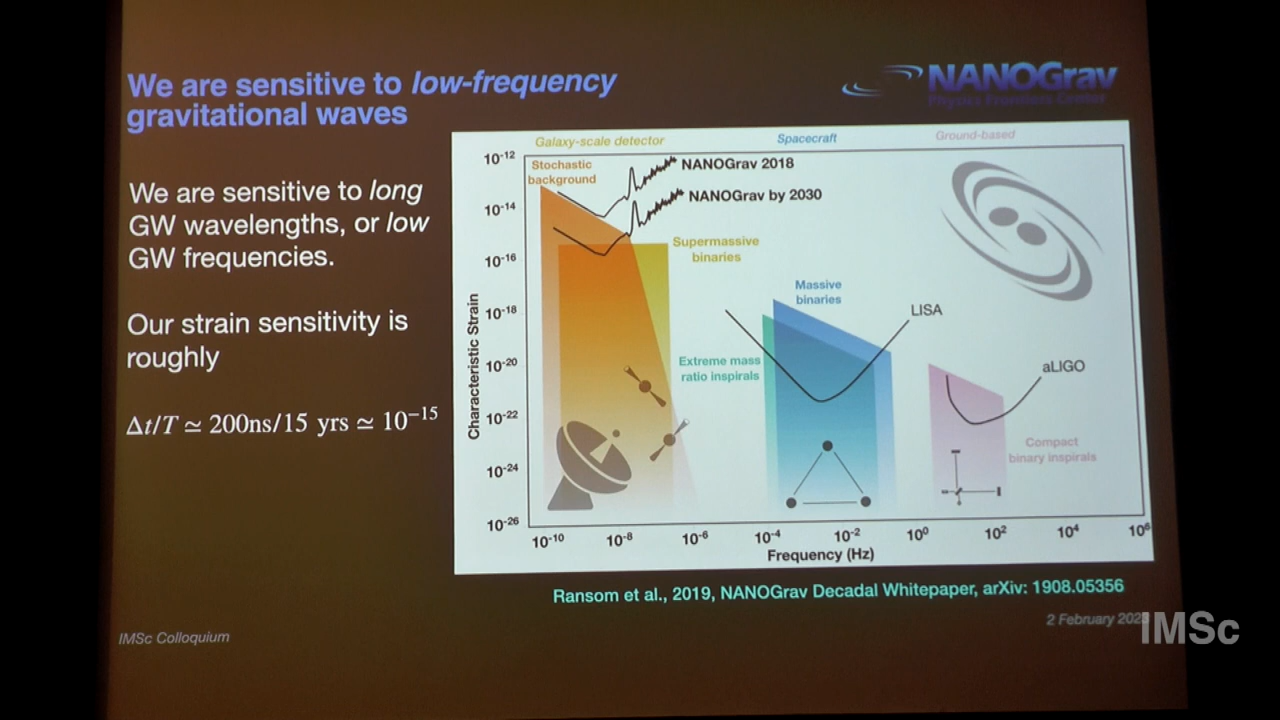 We are sensitive to low-frequency
gravitational waves
NANOGrav
Physics Frontiers Center
We are sensitive to long
GW wavelengths, or low
GW frequencies.
Our strain sensitivity is
roughly
Δt/T ≃ 200ns/15 yrs ≃ 10⁻¹⁵
Galaxy-scale detector
Spacecraft
Ground-based
Characteristic Strain
10⁻¹²
10⁻¹⁴
10⁻¹⁶
10⁻¹⁸
10⁻²⁰
10⁻²²
10⁻²⁴
10⁻²⁶
Stochastic
background
NANOGrav 2018
NANOGrav by 2030
Supermassive
binaries
Massive
binaries
LISA
Extreme mass
ratio inspirals
aLIGO
Compact
binary inspirals
10⁻¹⁰
10⁻⁸
10⁻⁶
10⁻⁴
10⁻²
10⁰
10²
10⁴
10⁶
Frequency (Hz)
Ransom et al., 2019, NANOGrav Decadal Whitepaper, arXiv: 1908.05356
IMSc Colloquium
2 February
IMSc